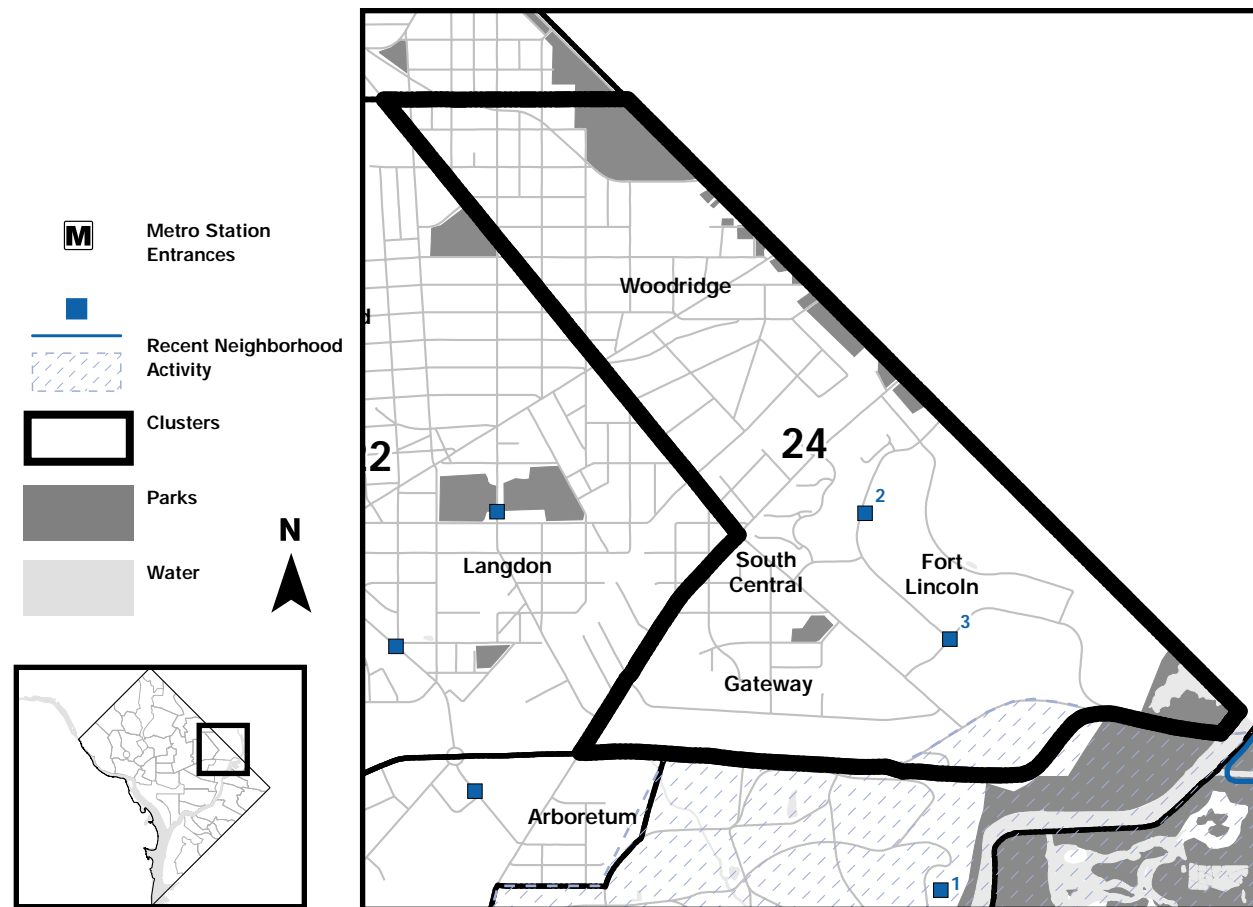 M
Metro Station
Entrances
Recent Neighborhood
Activity
Clusters
Parks
Water
N
d
22
Woodridge
24
2
Langdon
South
Central
Fort
Lincoln
3
Gateway
Arboretum
1